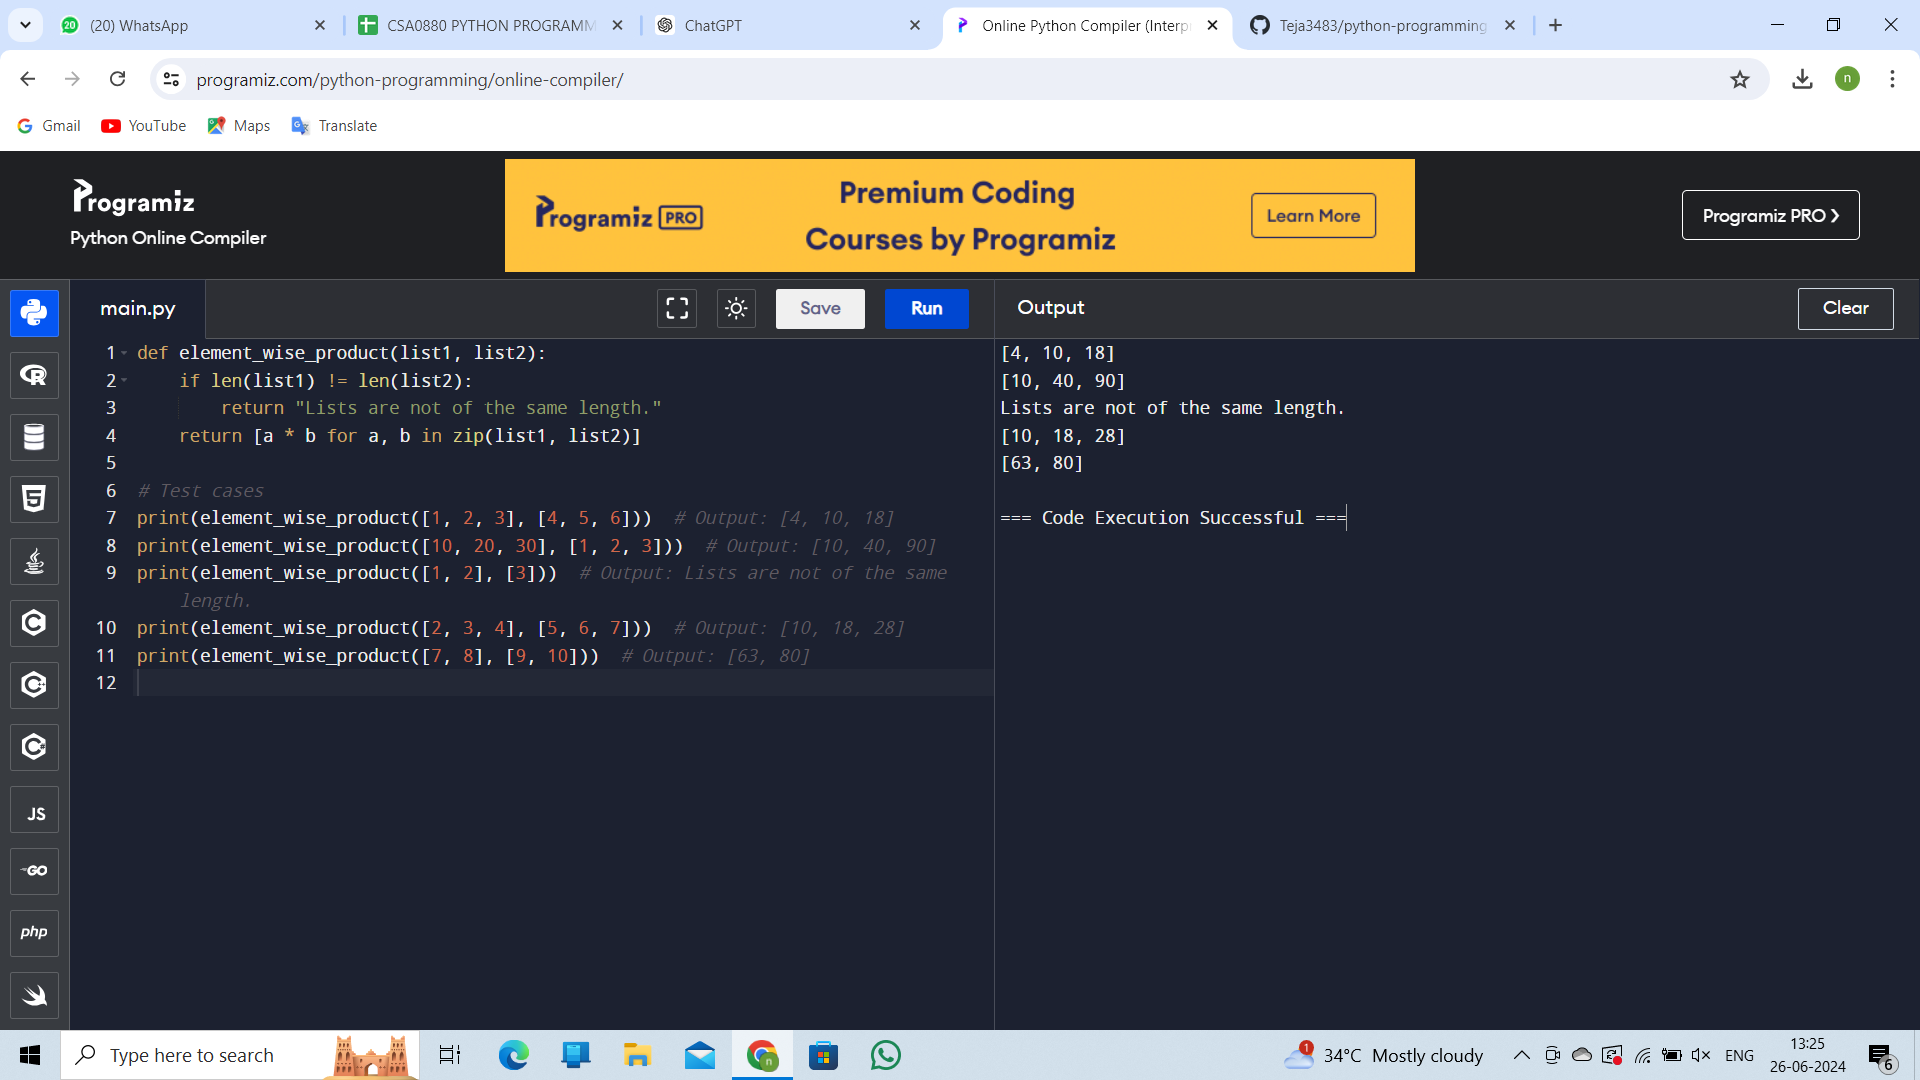 (20) WhatsApp
CSA0880 PYTHON PROGRAMM
ChatGPT
Online Python Compiler (Interp
Teja3483/python-programming
programiz.com/python-programming/online-compiler/
n
Gmail
YouTube
Maps
Translate
Programiz
Python Online Compiler
Programiz PRO
Premium Coding
Courses by Programiz
Learn More
Programiz PRO
main.py
Save
Run
Output
Clear
1 def element_wise_product(list1, list2):
2 if len(list1) != len(list2):
3 return "Lists are not of the same length."
4 return [a * b for a, b in zip(list1, list2)]
5
6 # Test cases
7 print(element_wise_product([1, 2, 3], [4, 5, 6])) # Output: [4, 10, 18]
8 print(element_wise_product([10, 20, 30], [1, 2, 3])) # Output: [10, 40, 90]
9 print(element_wise_product([1, 2], [3])) # Output: Lists are not of the same
length.
10 print(element_wise_product([2, 3, 4], [5, 6, 7])) # Output: [10, 18, 28]
11 print(element_wise_product([7, 8], [9, 10])) # Output: [63, 80]
12
[4, 10, 18]
[10, 40, 90]
Lists are not of the same length.
[10, 18, 28]
[63, 80]
=== Code Execution Successful ===
JS
GO
php
Type here to search
1
34°C Mostly cloudy
ENG
13:25
26-06-2024
6